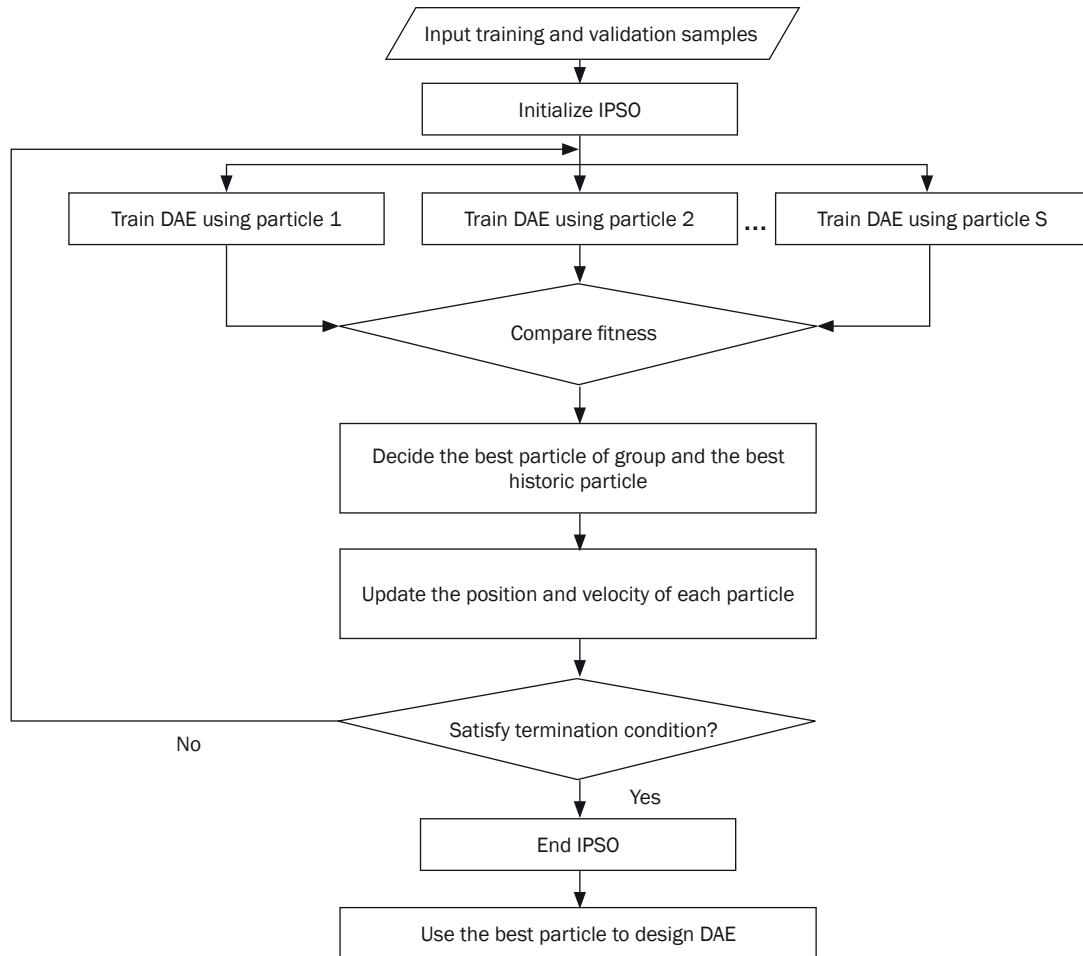 Input training and validation samples
Initialize IPSO
Train DAE using particle 1
Train DAE using particle 2
...
Train DAE using particle S
Compare fitness
Decide the best particle of group and the best
historic particle
Update the position and velocity of each particle
Satisfy termination condition?
No
Yes
End IPSO
Use the best particle to design DAE